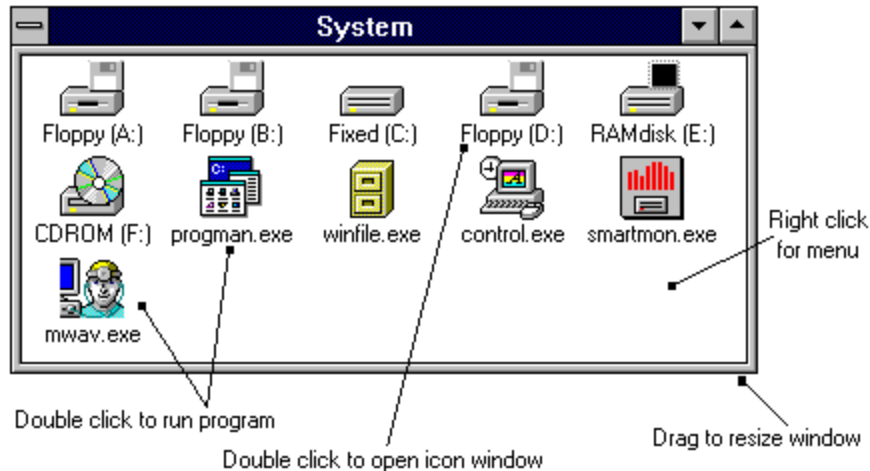 System
Floppy (A:) Floppy (B:) Fixed (C:) Floppy (D:) RAMdisk (E:)
C:
A
CDROM (F:) progman.exe winfile.exe control.exe smartmon.exe
Right click
for menu
mwav.exe
Double click to run program
Drag to resize window
Double click to open icon window